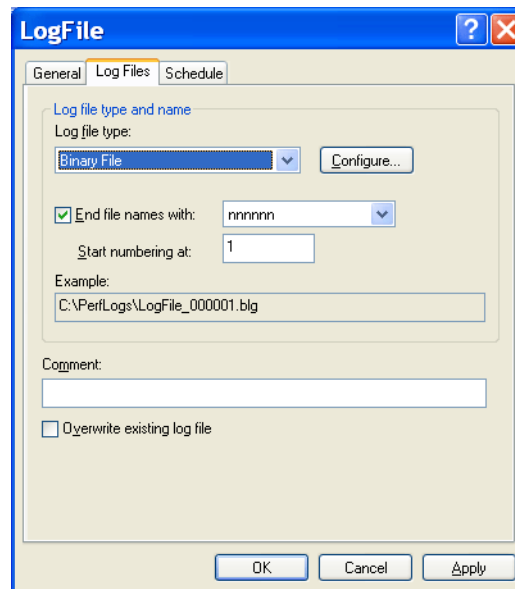 LogFile
General Log Files Schedule
Log file type and name
Log file type:
Binary File Configure...
End file names with: nnnnnn
Start numbering at: 1
Example:
C:\PerfLogs\LogFile_000001.blg
Comment:
Overwrite existing log file
OK Cancel Apply